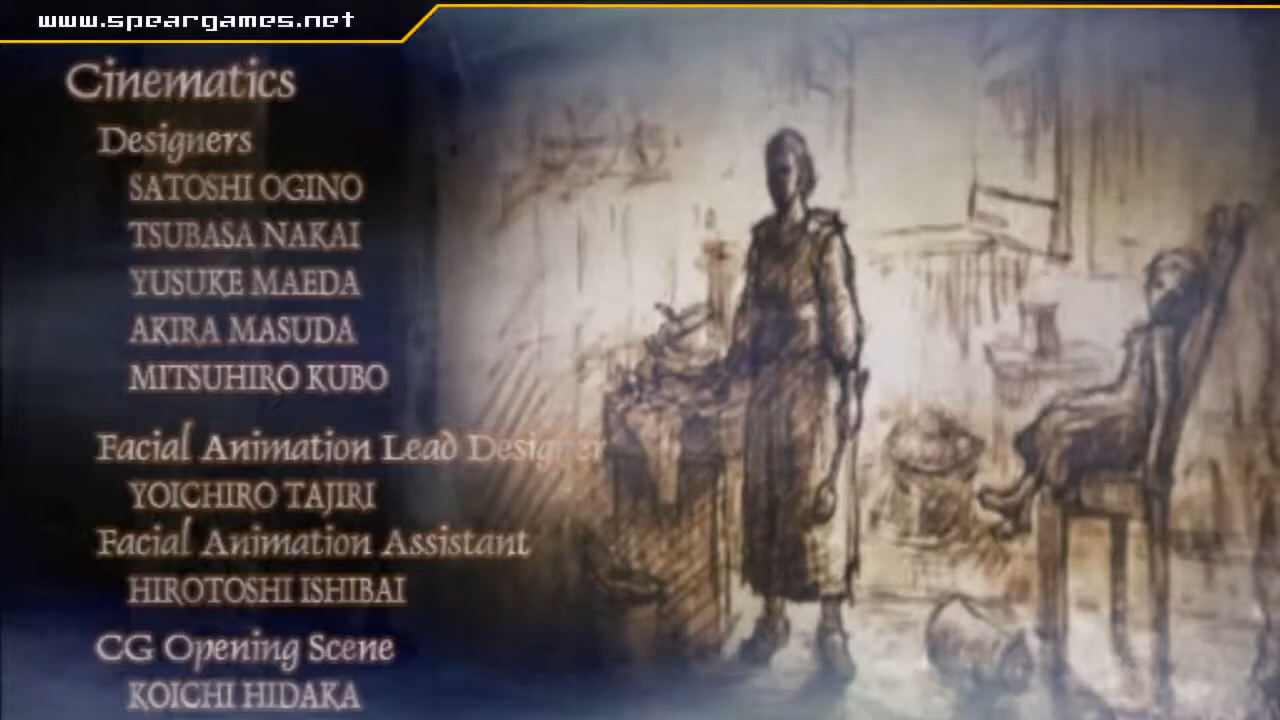 www.speargames.net
Cinematics
Designers
SATOSHI OGINO
TSUBASA NAKAI
YUSUKE MAEDA
AKIRA MASUDA
MITSUHIRO KUBO
Facial Animation Lead Designer
YOICHIRO TAJIRI
Facial Animation Assistant
HIROTOSHI ISHIBAI
CG Opening Scene
KOICHI HIDAKA